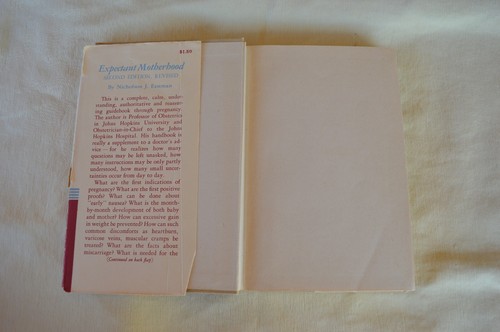 $1.50
Expectant Motherhood
SECOND EDITION, REVISED
By Nicholson J. Eastman
This is a complete, calm, under-
standing, authoritative and reassur-
ing guidebook through pregnancy.
The author is Professor of Obstetrics
in Johns Hopkins University and
Obstetrician-in-Chief to the Johns
Hopkins Hospital. His handbook is
really a supplement to a doctor's ad-
vice—for he realizes how many
questions may be left unasked, how
many instructions may be only partly
understood, how many small uncer-
tainties occur from day to day.
What are the first indications of
pregnancy? What are the first positive
proofs? What can be done about
"early" nausea? What is the month-
by-month development of both baby
and mother? How can excessive gain
in weight be prevented? How can such
common discomforts as heartburn,
varicose veins, muscular cramps be
treated? What are the facts about
miscarriage? What is needed for the
(Continued on back flap)